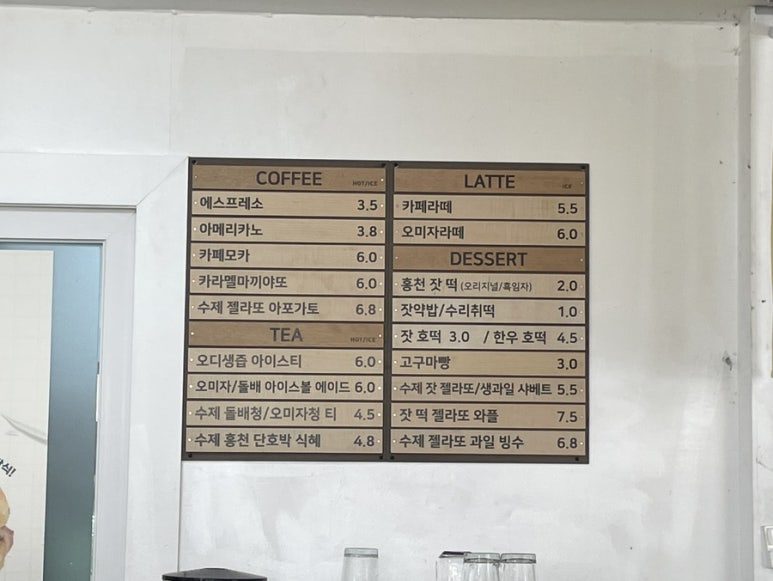 COFFEE HOT/ICE
에스프레소 3.5
아메리카노 3.8
카페모카 6.0
카라멜마끼야또 6.0
수제 젤라또 아포가토 6.8
TEA HOT/ICE
오디생즙 아이스티 6.0
오미자/돌배 아이스볼 에이드 6.0
수제 돌배청/오미자청 티 4.5
수제 홍천 단호박 식혜 4.8
LATTE ICE
카페라떼 5.5
오미자라떼 6.0
DESSERT
홍천 잣 떡 (오리지널/흑임자) 2.0
잣약밥/수리취떡 1.0
잣 호떡 3.0 / 한우 호떡 4.5
고구마빵 3.0
수제 잣 젤라또/생과일 샤베트 5.5
잣 떡 젤라또 와플 7.5
수제 젤라또 과일 빙수 6.8